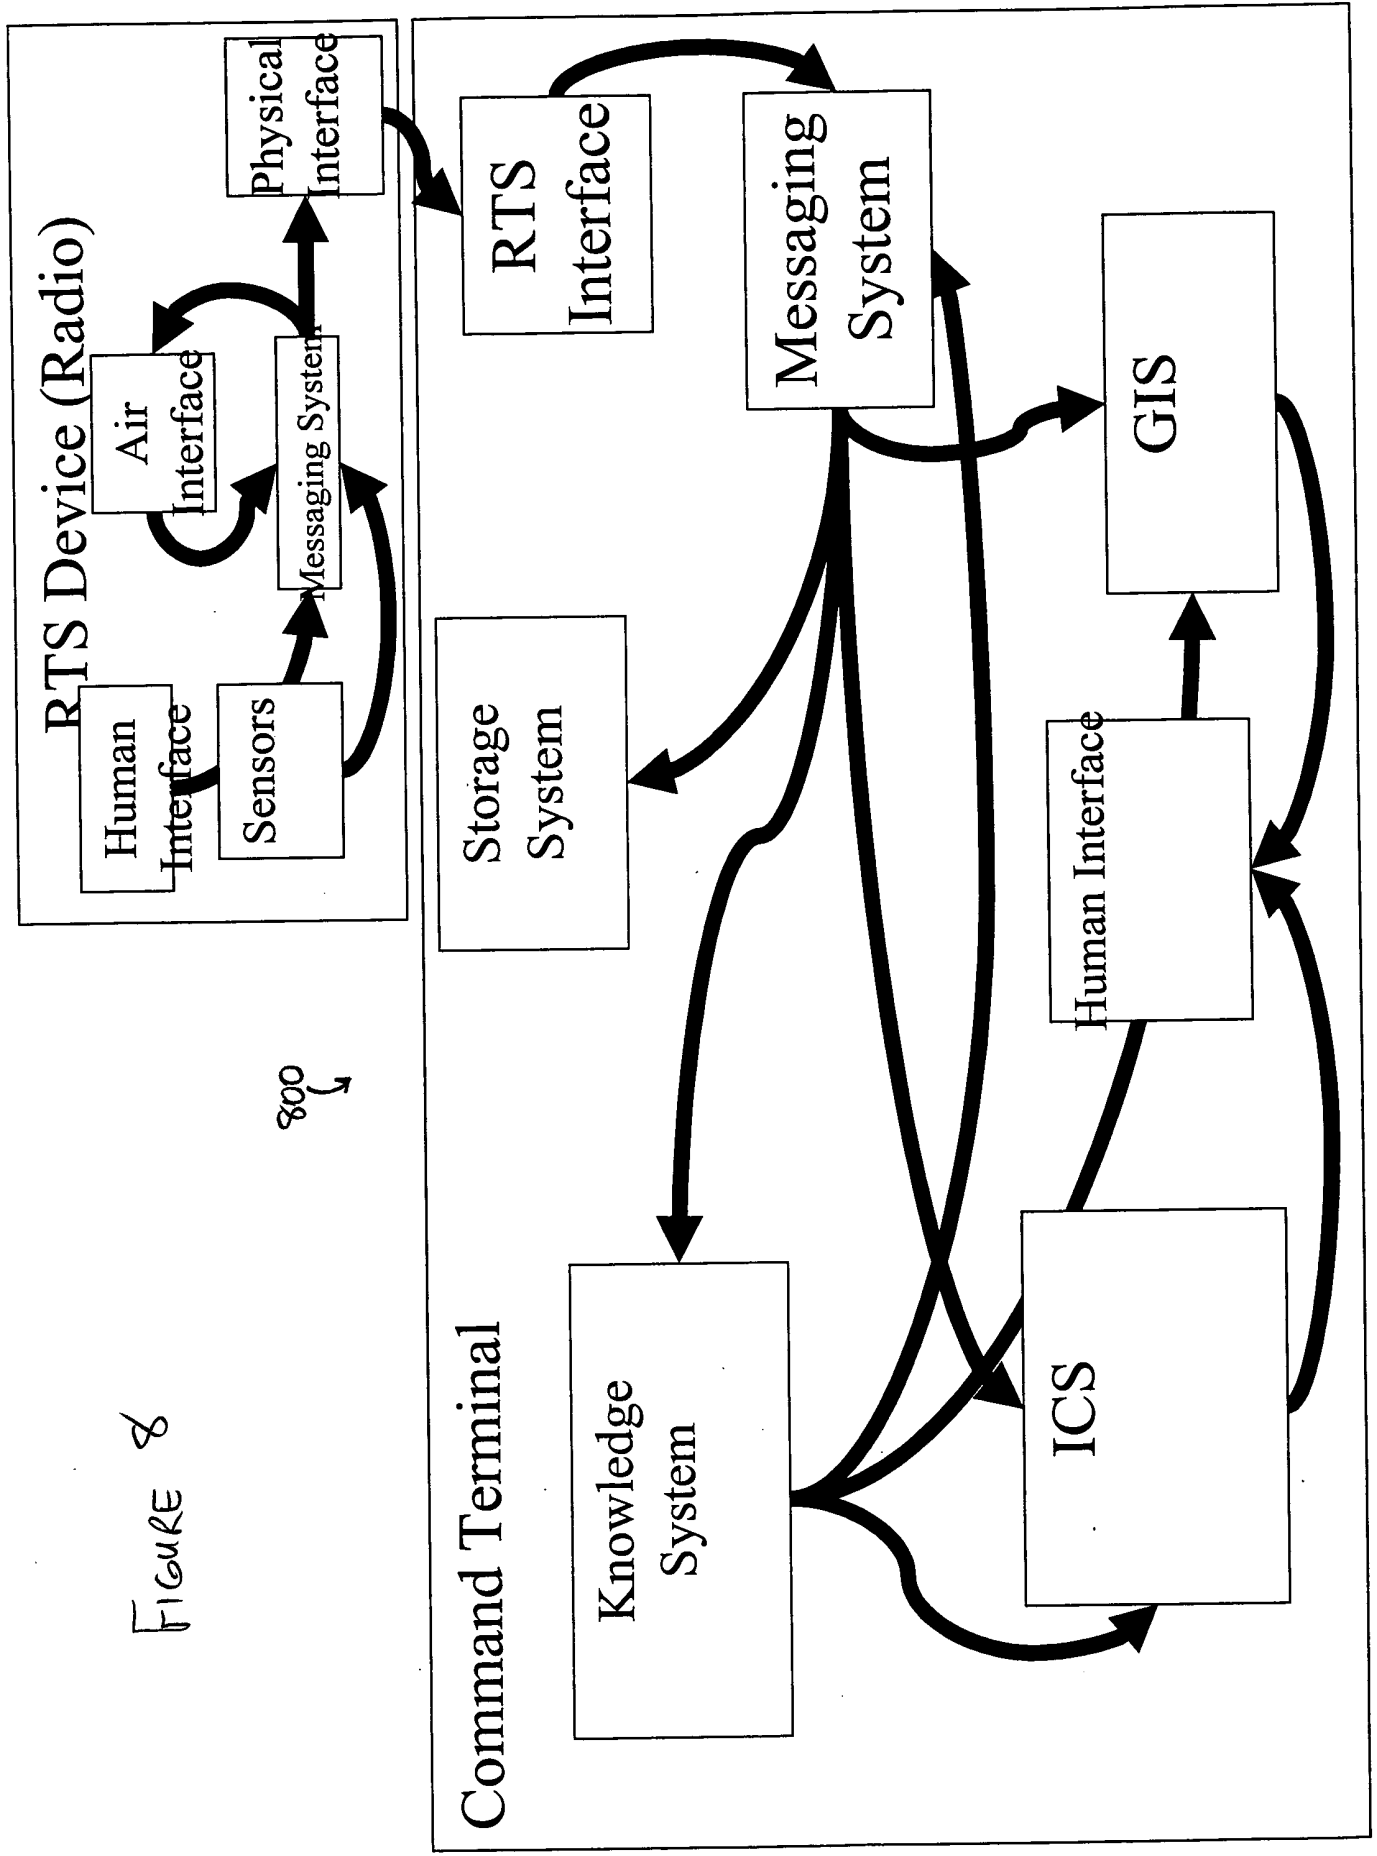 FIGURE 8
800
RTS Device (Radio)
Human
Interface
Sensors
Air
Interface
Messaging System
Physical
Interface
Command Terminal
Knowledge
System
Storage
System
RTS
Interface
Messaging
System
ICS
Human Interface
GIS